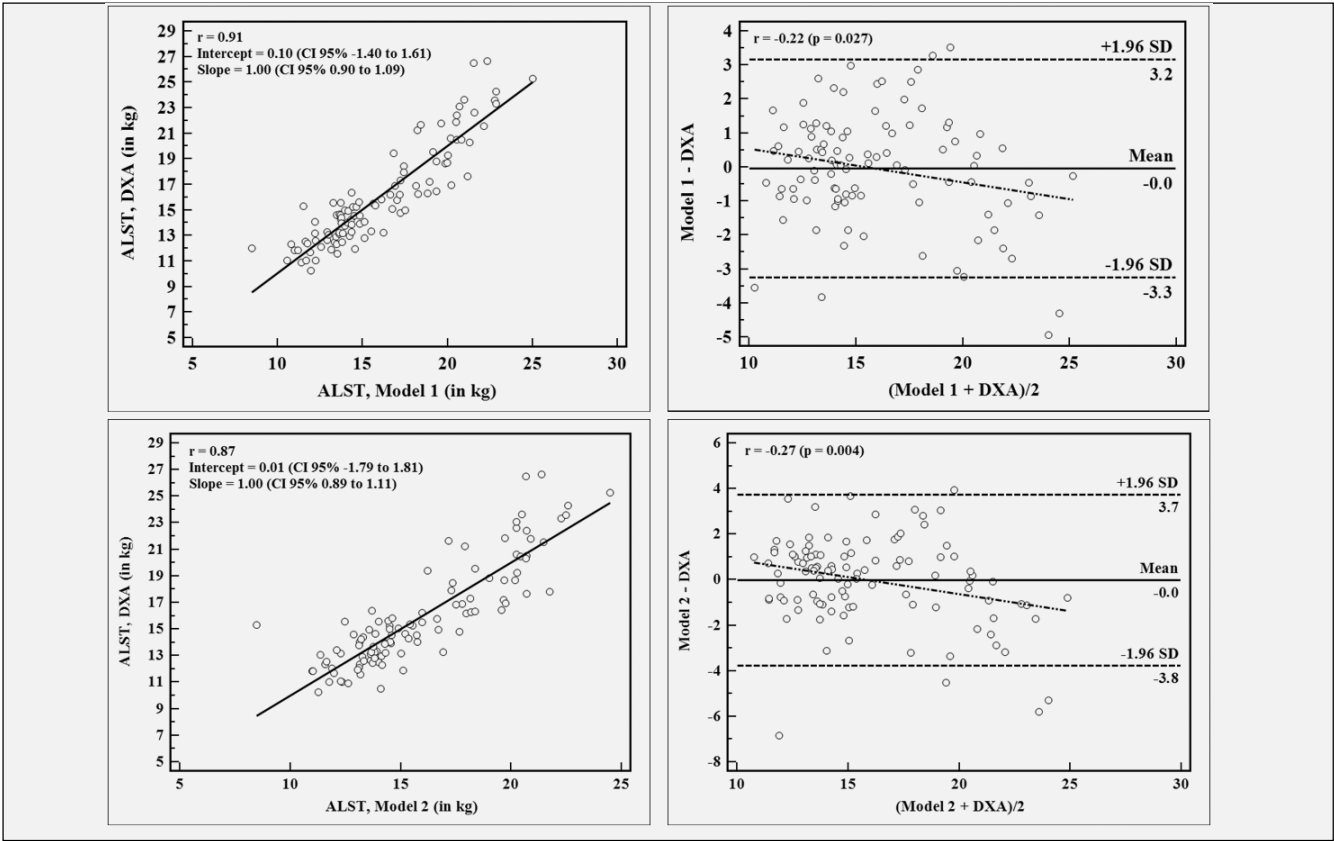 r = 0.91
Intercept = 0.10 (CI 95% -1.40 to 1.61)
Slope = 1.00 (CI 95% 0.90 to 1.09)
ALST, DXA (in kg)
29
27
25
23
21
19
17
15
13
11
9
7
5
5 10 15 20 25 30
ALST, Model 1 (in kg)
r = -0.22 (p = 0.027)
+1.96 SD
3.2
Mean
-0.0
-1.96 SD
-3.3
Model 1 - DXA
4
3
2
1
0
-1
-2
-3
-4
-5
10 15 20 25 30
(Model 1 + DXA)/2
r = 0.87
Intercept = 0.01 (CI 95% -1.79 to 1.81)
Slope = 1.00 (CI 95% 0.89 to 1.11)
ALST, DXA (in kg)
29
27
25
23
21
19
17
15
13
11
9
7
5
5 10 15 20 25
ALST, Model 2 (in kg)
r = -0.27 (p = 0.004)
+1.96 SD
3.7
Mean
-0.0
-1.96 SD
-3.8
Model 2 - DXA
6
4
2
0
-2
-4
-6
-8
10 15 20 25 30
(Model 2 + DXA)/2